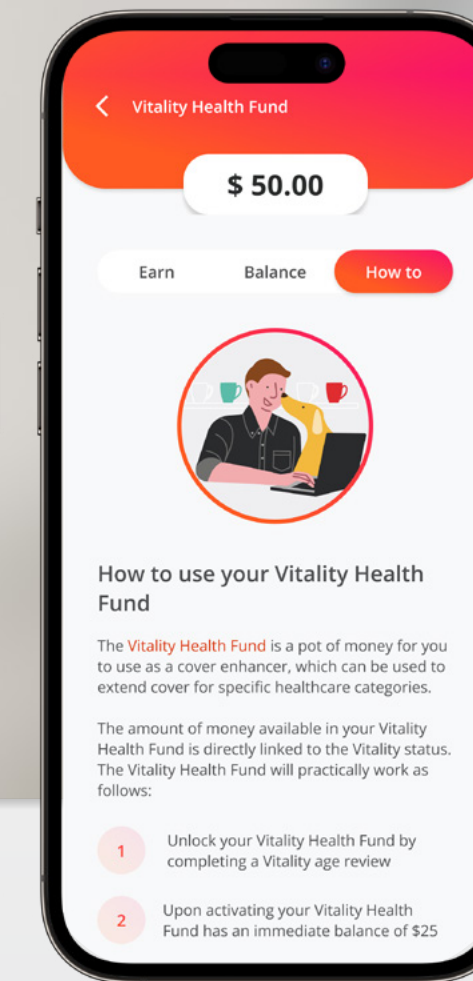 Vitality Health Fund
$ 50.00
Earn
Balance
How to
How to use your Vitality Health
Fund
The Vitality Health Fund is a pot of money for you
to use as a cover enhancer, which can be used to
extend cover for specific healthcare categories.
The amount of money available in your Vitality
Health Fund is directly linked to the Vitality status.
The Vitality Health Fund will practically work as
follows:
1
Unlock your Vitality Health Fund by
completing a Vitality age review
2
Upon activating your Vitality Health
Fund has an immediate balance of $25